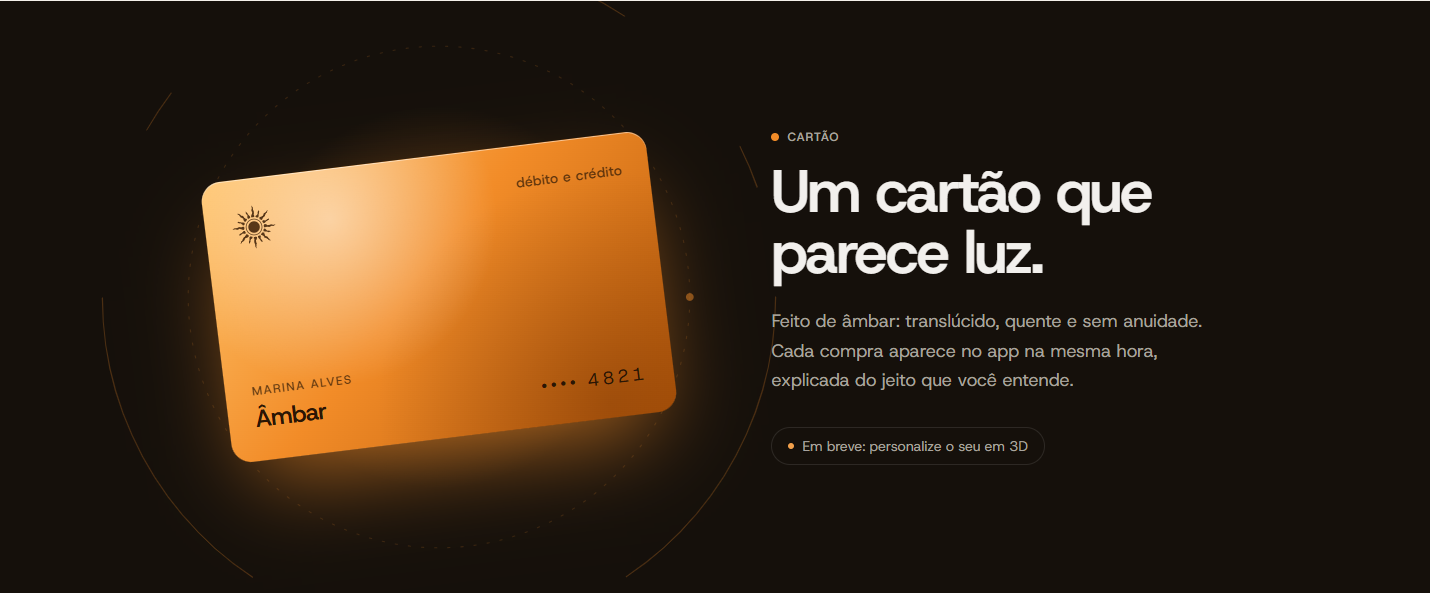 débito e crédito
MARINA ALVES
Âmbar
•••• 4821
CARTÃO
Um cartão que
parece luz.
Feito de âmbar: translúcido, quente e sem anuidade.
Cada compra aparece no app na mesma hora,
explicada do jeito que você entende.
Em breve: personalize o seu em 3D